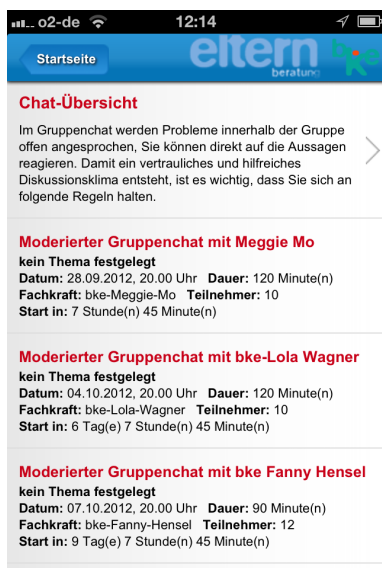 o2-de 12:14
Startseite
eltern
beratung
bke
Chat-Übersicht
Im Gruppenchat werden Probleme innerhalb der Gruppe
offen angesprochen, Sie können direkt auf die Aussagen
reagieren. Damit ein vertrauliches und hilfreiches
Diskussionsklima entsteht, ist es wichtig, dass Sie sich an
folgende Regeln halten.
Moderierter Gruppenchat mit Meggie Mo
kein Thema festgelegt
Datum: 28.09.2012, 20.00 Uhr Dauer: 120 Minute(n)
Fachkraft: bke-Meggie-Mo Teilnehmer: 10
Start in: 7 Stunde(n) 45 Minute(n)
Moderierter Gruppenchat mit bke-Lola Wagner
kein Thema festgelegt
Datum: 04.10.2012, 20.00 Uhr Dauer: 120 Minute(n)
Fachkraft: bke-Lola-Wagner Teilnehmer: 10
Start in: 6 Tag(e) 7 Stunde(n) 45 Minute(n)
Moderierter Gruppenchat mit bke Fanny Hensel
kein Thema festgelegt
Datum: 07.10.2012, 20.00 Uhr Dauer: 90 Minute(n)
Fachkraft: bke-Fanny-Hensel Teilnehmer: 12
Start in: 9 Tag(e) 7 Stunde(n) 45 Minute(n)